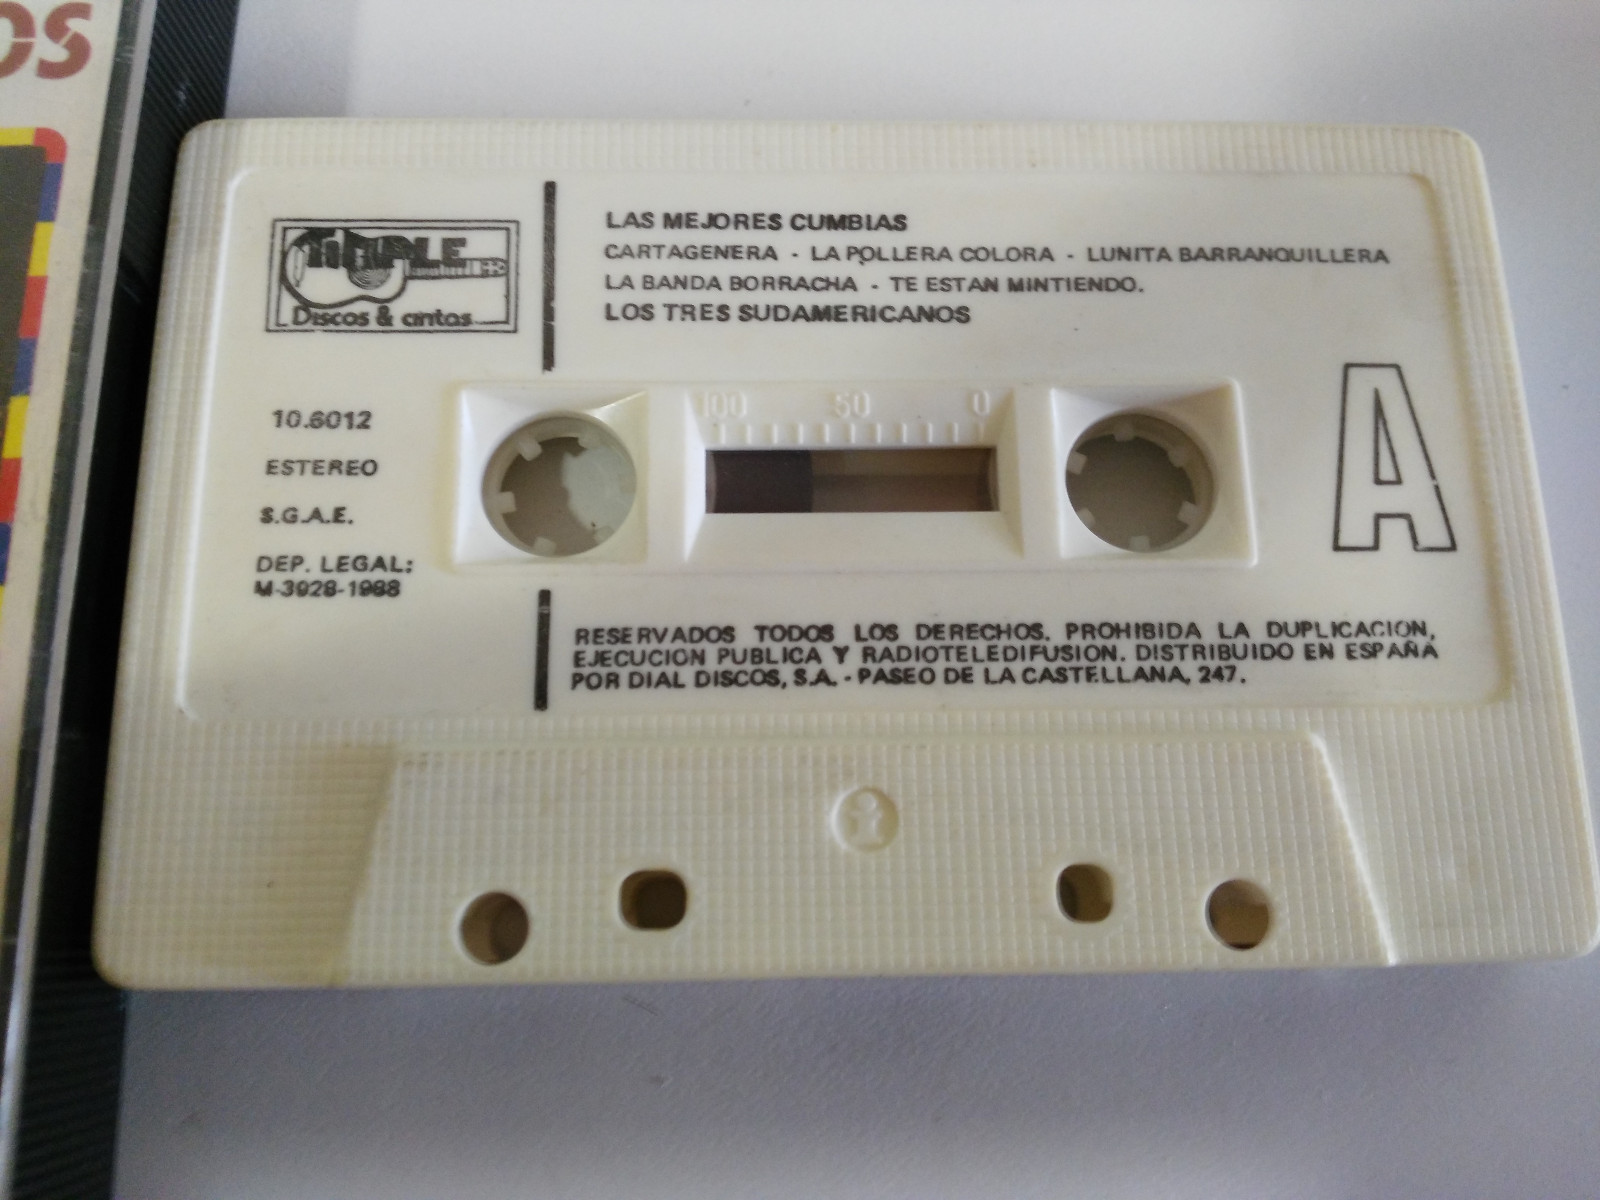 OS
TIMPLE
Discos & cintas
LAS MEJORES CUMBIAS
CARTAGENERA - LA POLLERA COLORA - LUNITA BARRANQUILLERA
LA BANDA BORRACHA - TE ESTAN MINTIENDO.
LOS TRES SUDAMERICANOS
10.6012
ESTEREO
S.G.A.E.
DEP. LEGAL:
M-3928-1988
100 50 0
A
RESERVADOS TODOS LOS DERECHOS. PROHIBIDA LA DUPLICACION,
EJECUCION PUBLICA Y RADIOTELEDIFUSION. DISTRIBUIDO EN ESPAÑA
POR DIAL DISCOS, S.A. - PASEO DE LA CASTELLANA, 247.